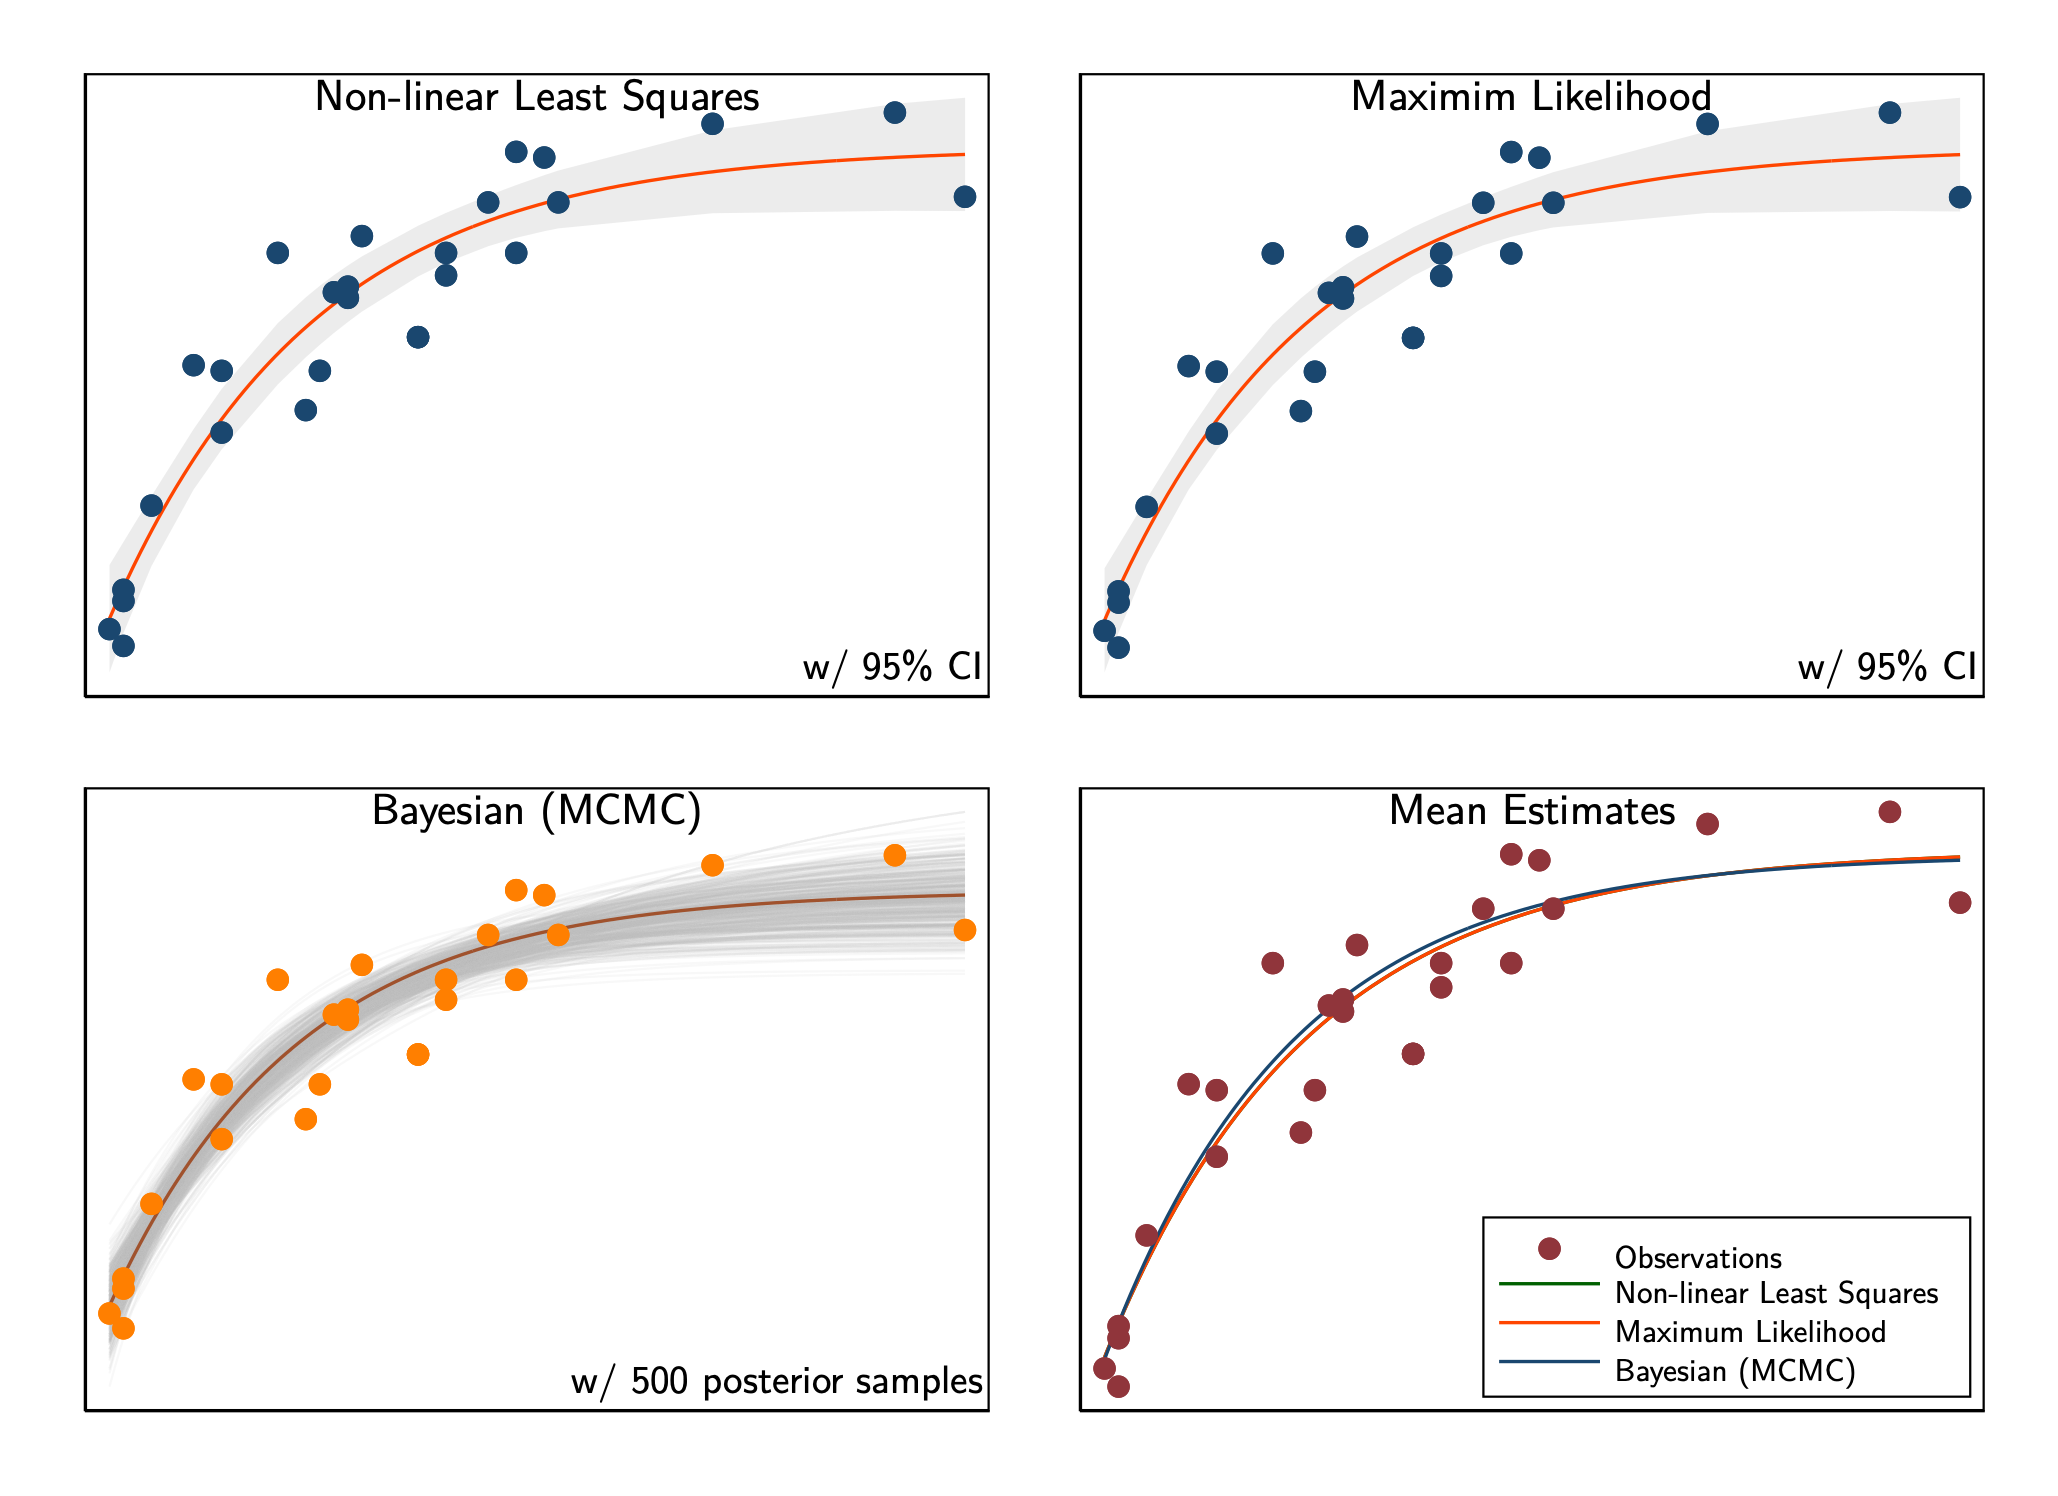 Non-linear Least Squares
w/ 95% CI
Maximim Likelihood
w/ 95% CI
Bayesian (MCMC)
w/ 500 posterior samples
Mean Estimates
Observations
Non-linear Least Squares
Maximum Likelihood
Bayesian (MCMC)